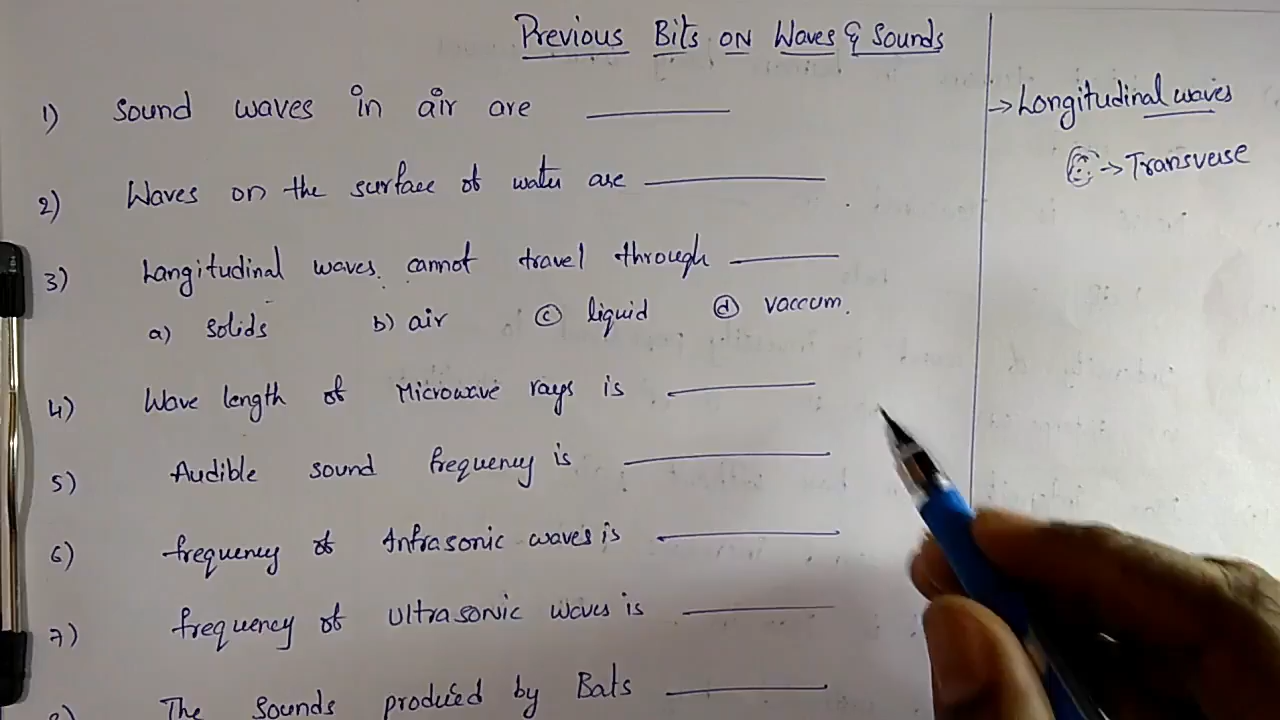 Previous Bits on Waves & Sounds
1) Sound waves in air are
→ Longitudinal waves
2) Waves on the surface of water are
→ Transverse
3) Longitudinal waves cannot travel through
a) Solids b) air c) liquid d) vaccum.
4) Wave length of Microwave rays is
5) Audible sound frequency is
6) frequency of Infrasonic waves is
7) frequency of Ultrasonic waves is
The Sounds produced by Bats